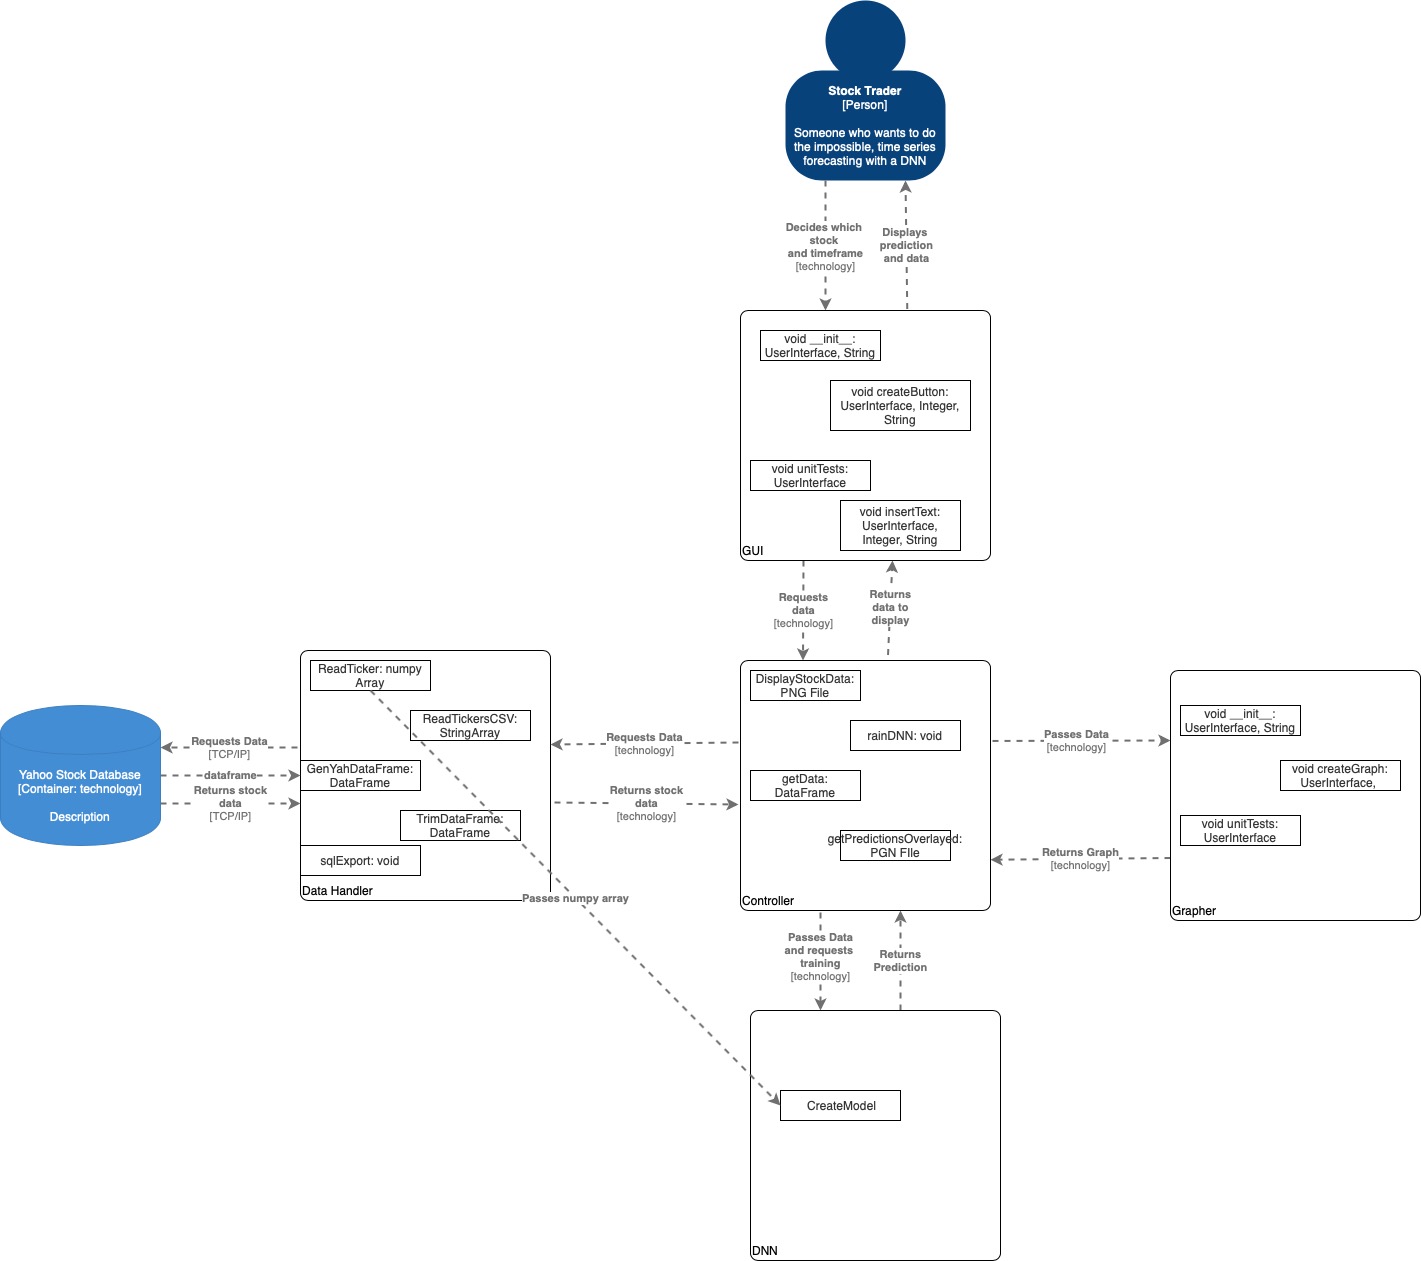 Stock Trader
[Person]
Someone who wants to do
the impossible, time series
forecasting with a DNN
Decides which
stock
and timeframe
[technology]
Displays
prediction
and data
void __init__:
UserInterface, String
void createButton:
UserInterface, Integer,
String
void unitTests:
UserInterface
void insertText:
UserInterface,
Integer, String
GUI
Requests
data
[technology]
Returns
data to
display
Yahoo Stock Database
[Container: technology]
Description
Requests Data
[TCP/IP]
dataframe
Returns stock
data
[TCP/IP]
ReadTicker: numpy
Array
ReadTickersCSV:
StringArray
GenYahDataFrame:
DataFrame
TrimDataFrame:
DataFrame
sqlExport: void
Data Handler
Passes numpy array
Requests Data
[technology]
Returns stock
data
[technology]
DisplayStockData:
PNG File
rainDNN: void
getData:
DataFrame
getPredictionsOverlayed:
PGN FIle
Controller
Passes Data
[technology]
Returns Graph
[technology]
void __init__:
UserInterface, String
void createGraph:
UserInterface,
void unitTests:
UserInterface
Grapher
Passes Data
and requests
training
[technology]
Returns
Prediction
CreateModel
DNN